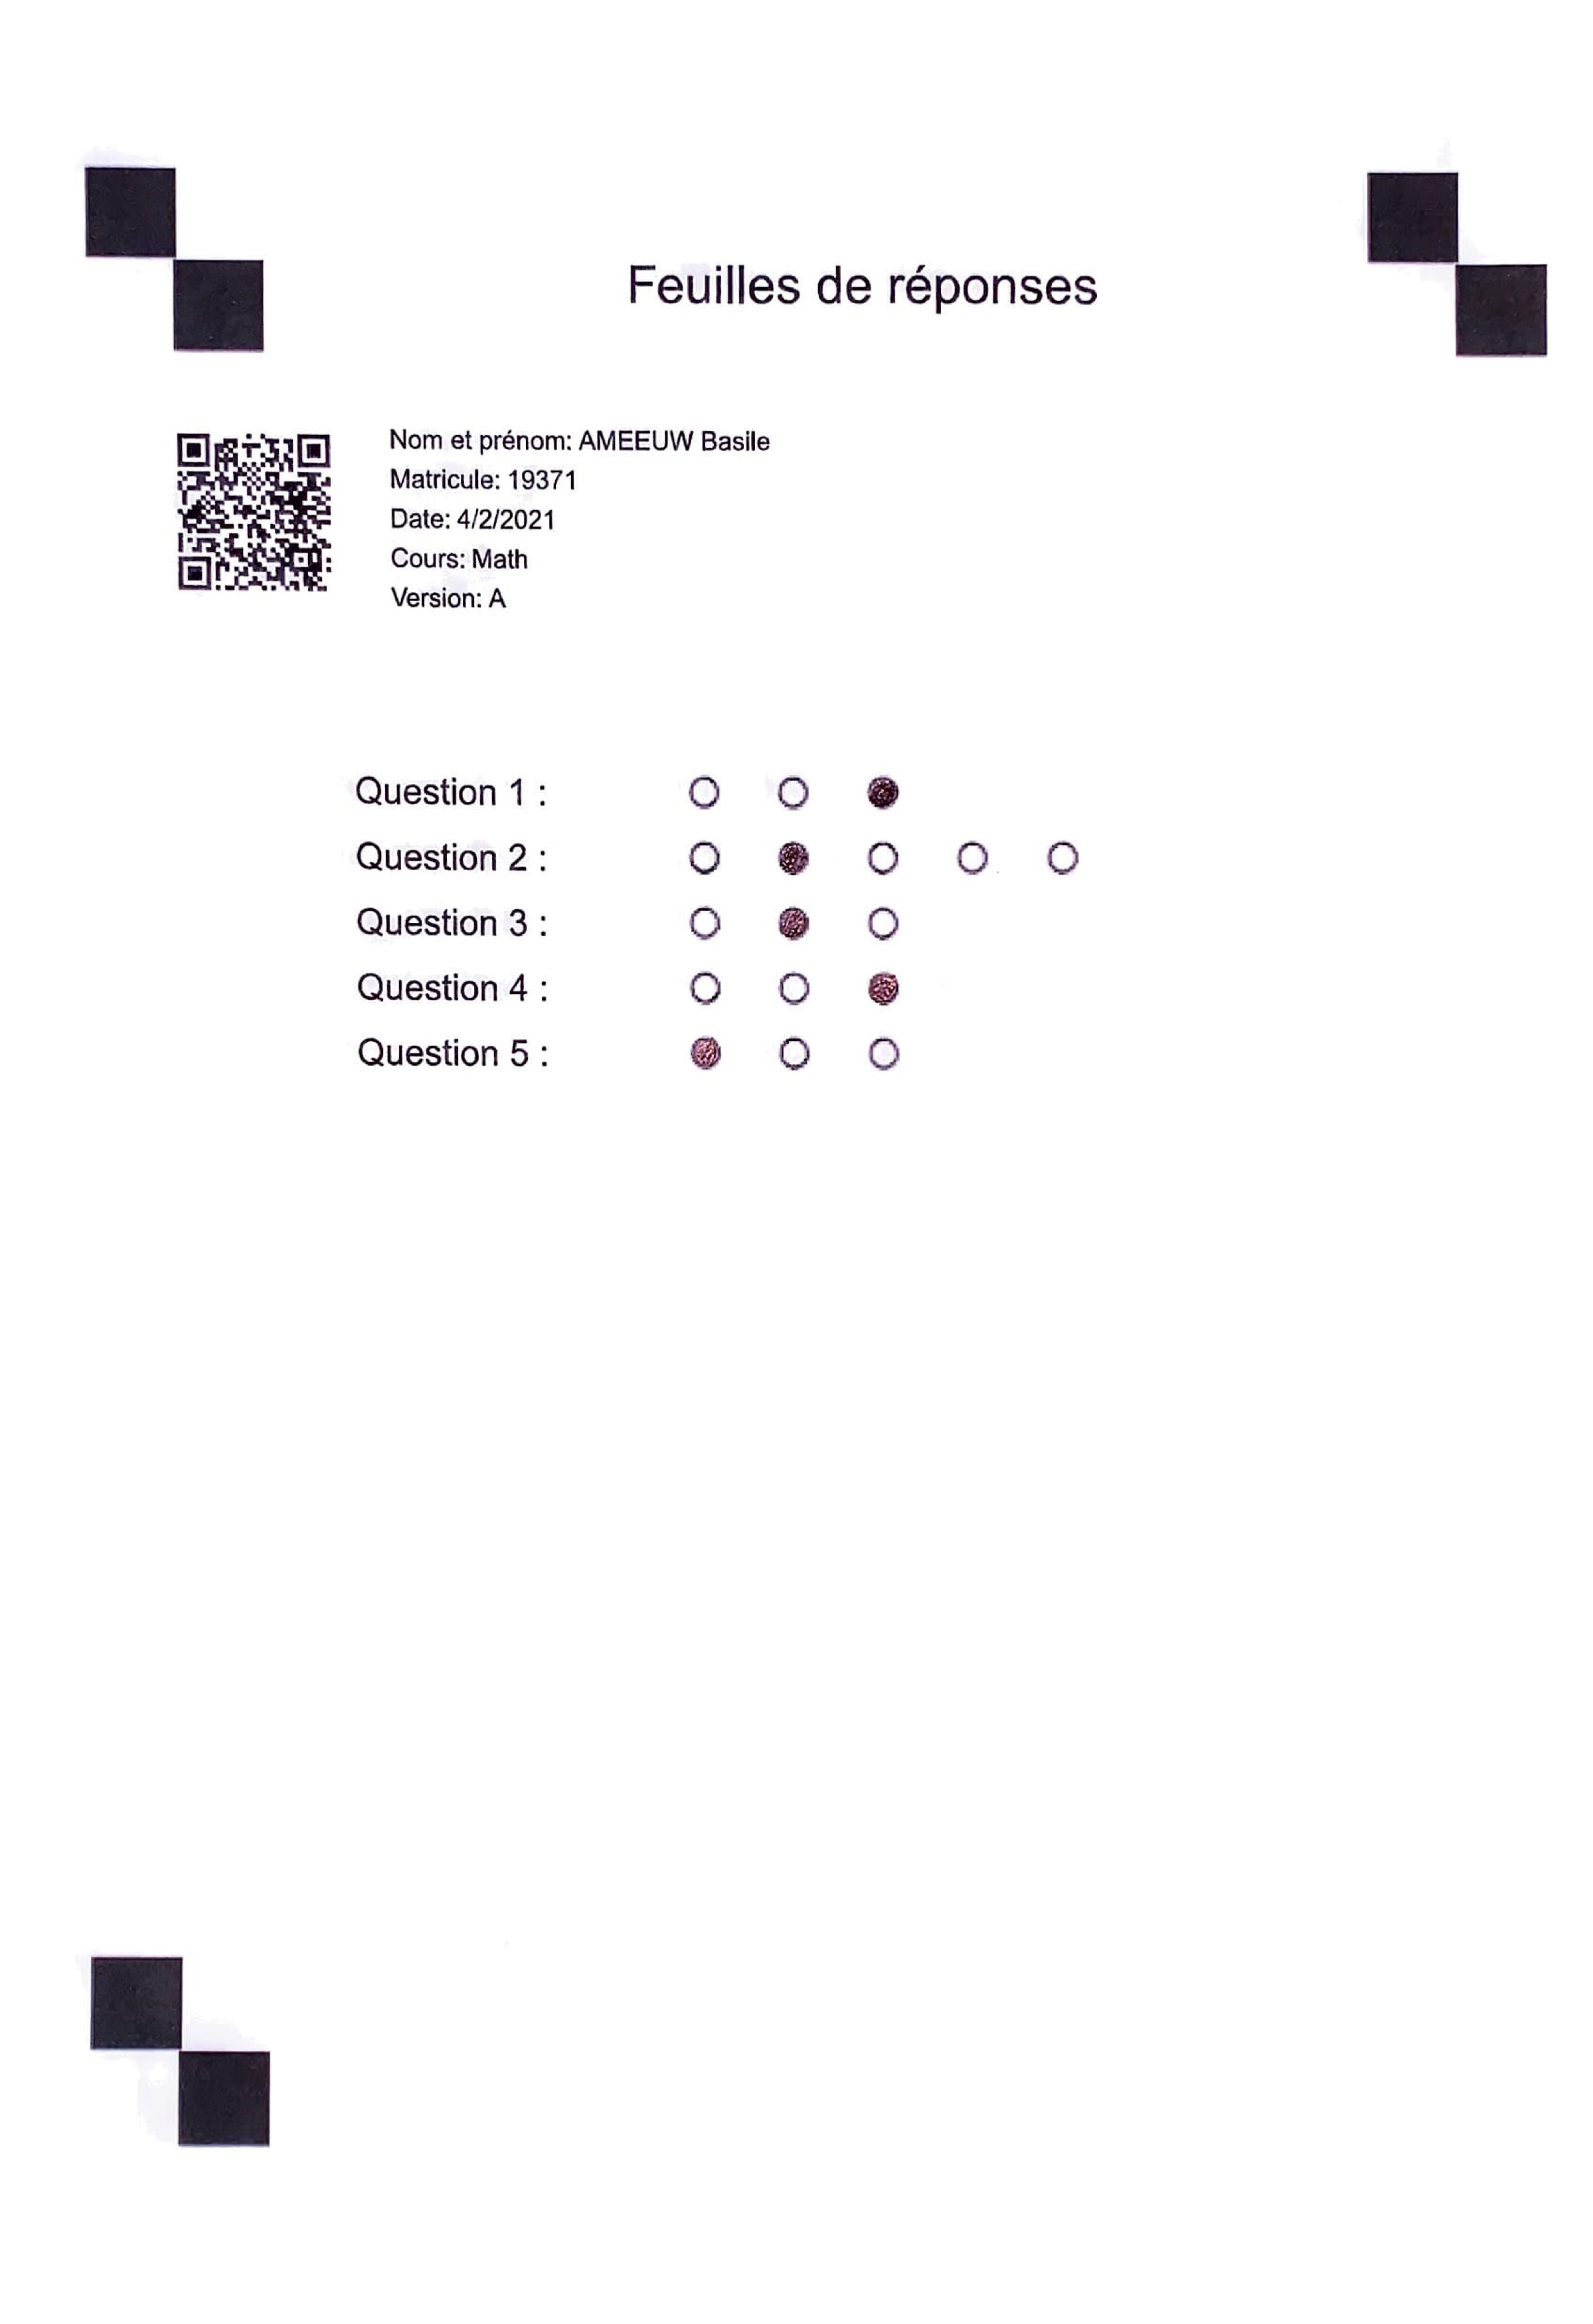 Feuilles de réponses
Nom et prénom: AMEEUW Basile
Matricule: 19371
Date: 4/2/2021
Cours: Math
Version: A
Question 1 :
Question 2 :
Question 3 :
Question 4 :
Question 5 :